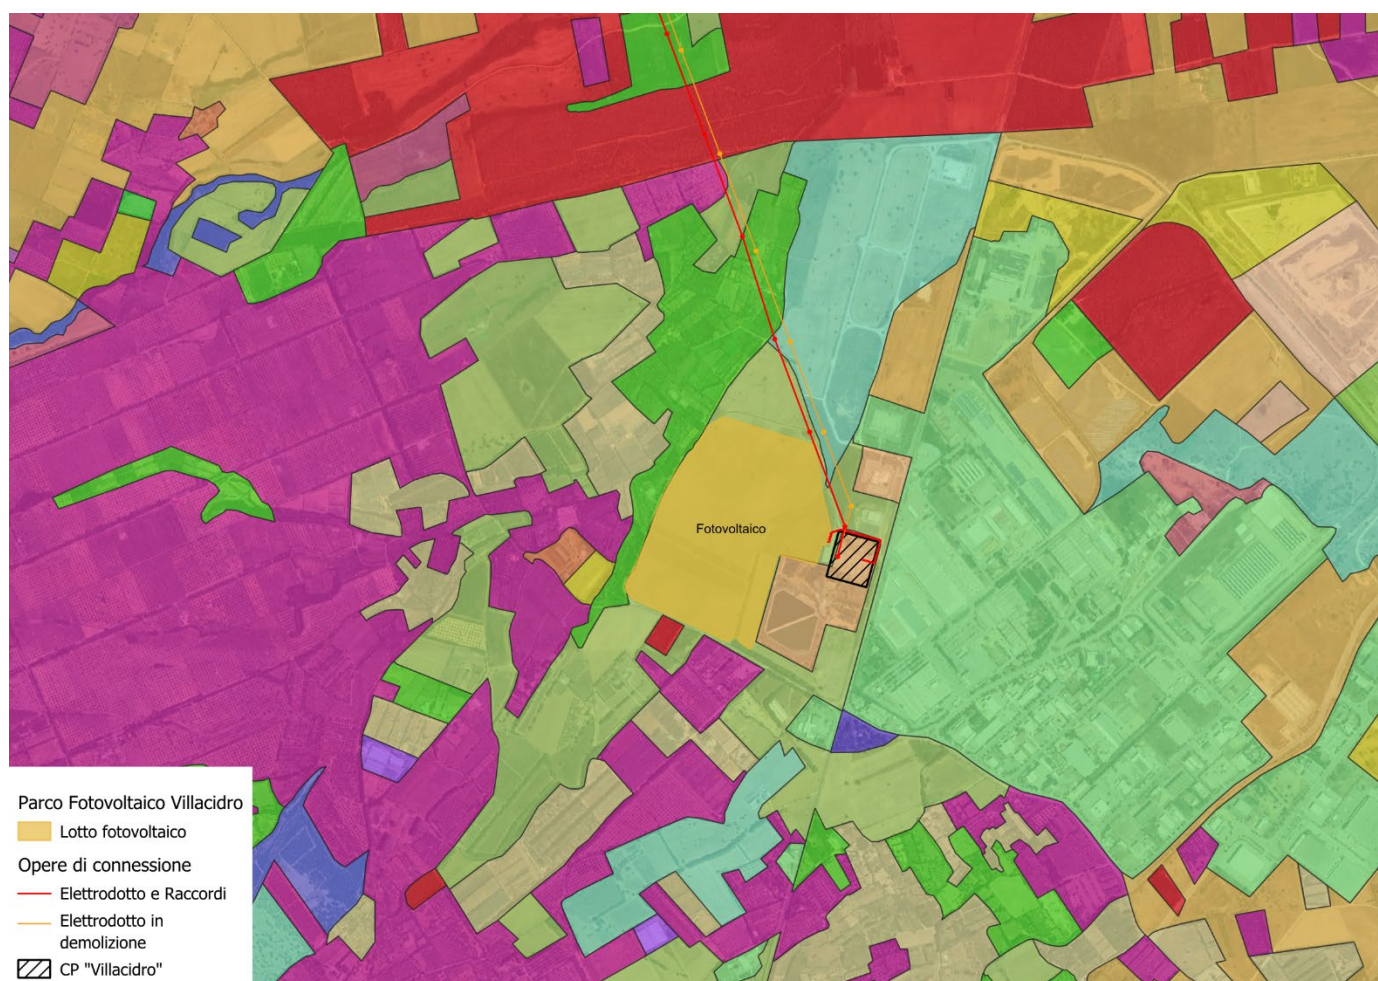 Fotovoltaico
Parco Fotovoltaico Villacidro
Lotto fotovoltaico
Opere di connessione
Elettrodotto e Raccordi
Elettrodotto in
demolizione
CP "Villacidro"